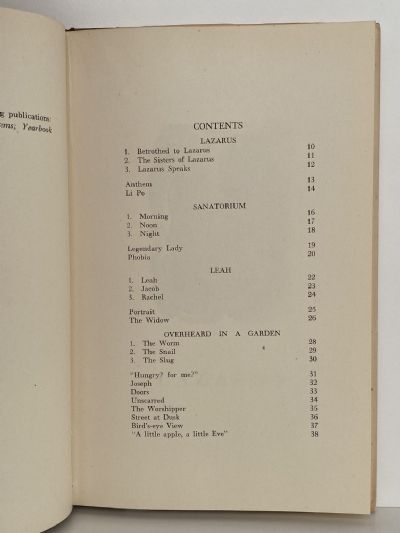 g publications:
ems, Yearbook
CONTENTS
LAZARUS
1. Betrothed to Lazarus 10
2. The Sisters of Lazarus 11
3. Lazarus Speaks 12
Anthem 13
Li Po 14
SANATORIUM
1. Morning 16
2. Noon 17
3. Night 18
Legendary Lady 19
Phobia 20
LEAH
1. Leah 22
2. Jacob 23
3. Rachel 24
Portrait 25
The Widow 26
OVERHEARD IN A GARDEN
1. The Worm 28
2. The Snail 29
3. The Slug 30
"Hungry? for me?" 31
Joseph 32
Doors 33
Unscarred 34
The Worshipper 35
Street at Dusk 36
Bird's-eye View 37
"A little apple, a little Eve" 38